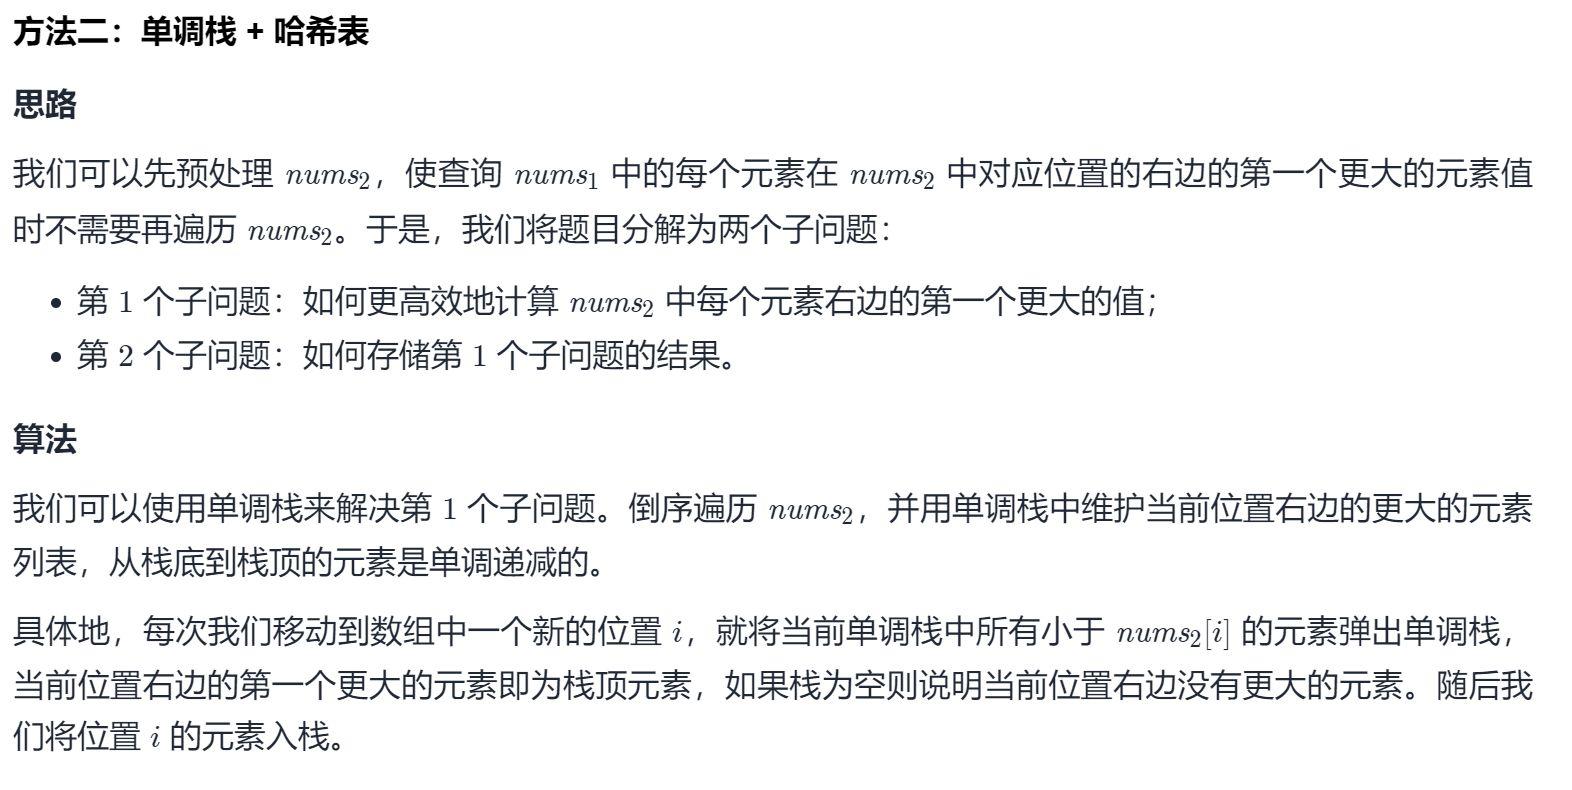 方法二：单调栈 + 哈希表
思路
我们可以先预处理 nums₂，使查询 nums₁ 中的每个元素在 nums₂ 中对应位置的右边的第一个更大的元素值
时不需要再遍历 nums₂。于是，我们将题目分解为两个子问题：
• 第 1 个子问题：如何更高效地计算 nums₂ 中每个元素右边的第一个更大的值；
• 第 2 个子问题：如何存储第 1 个子问题的结果。
算法
我们可以使用单调栈来解决第 1 个子问题。倒序遍历 nums₂，并用单调栈中维护当前位置右边的更大的元素
列表，从栈底到栈顶的元素是单调递减的。
具体地，每次我们移动到数组中一个新的位置 i，就将当前单调栈中所有小于 nums₂[i] 的元素弹出单调栈，
当前位置右边的第一个更大的元素即为栈顶元素，如果栈为空则说明当前位置右边没有更大的元素。随后我
们将位置 i 的元素入栈。